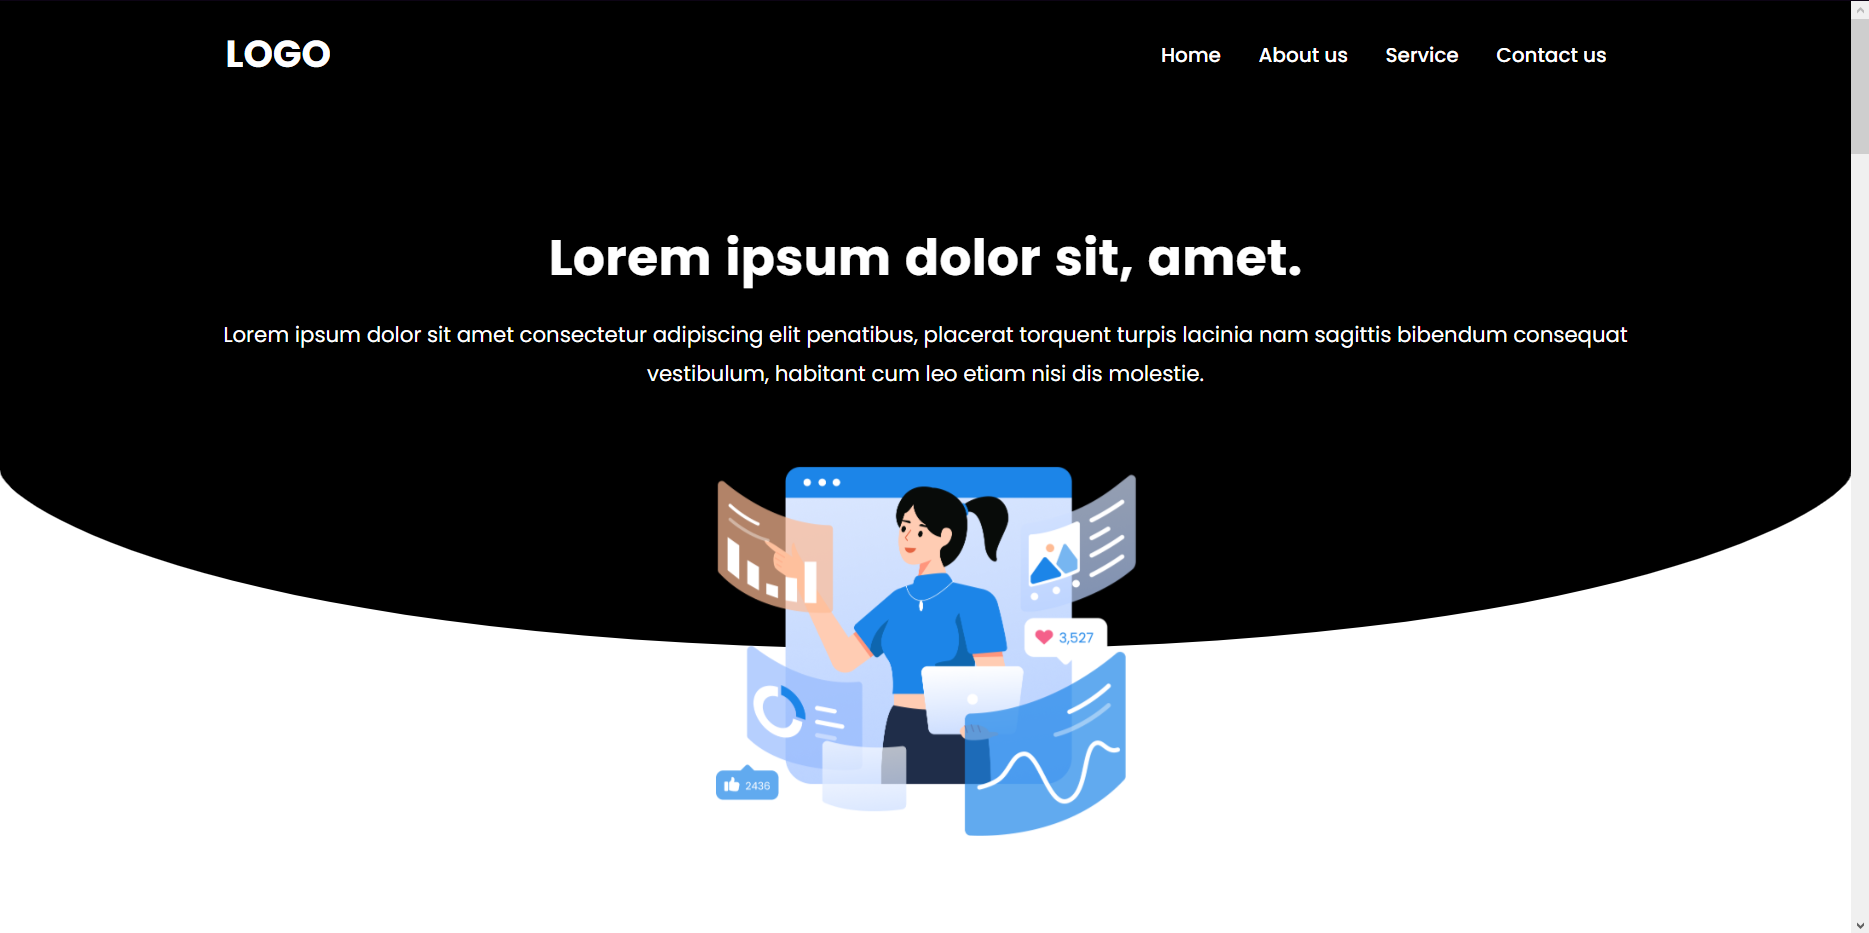 LOGO
Home About us Service Contact us
Lorem ipsum dolor sit, amet.
Lorem ipsum dolor sit amet consectetur adipiscing elit penatibus, placerat torquent turpis lacinia nam sagittis bibendum consequat
vestibulum, habitant cum leo etiam nisi dis molestie.
3,527
2436